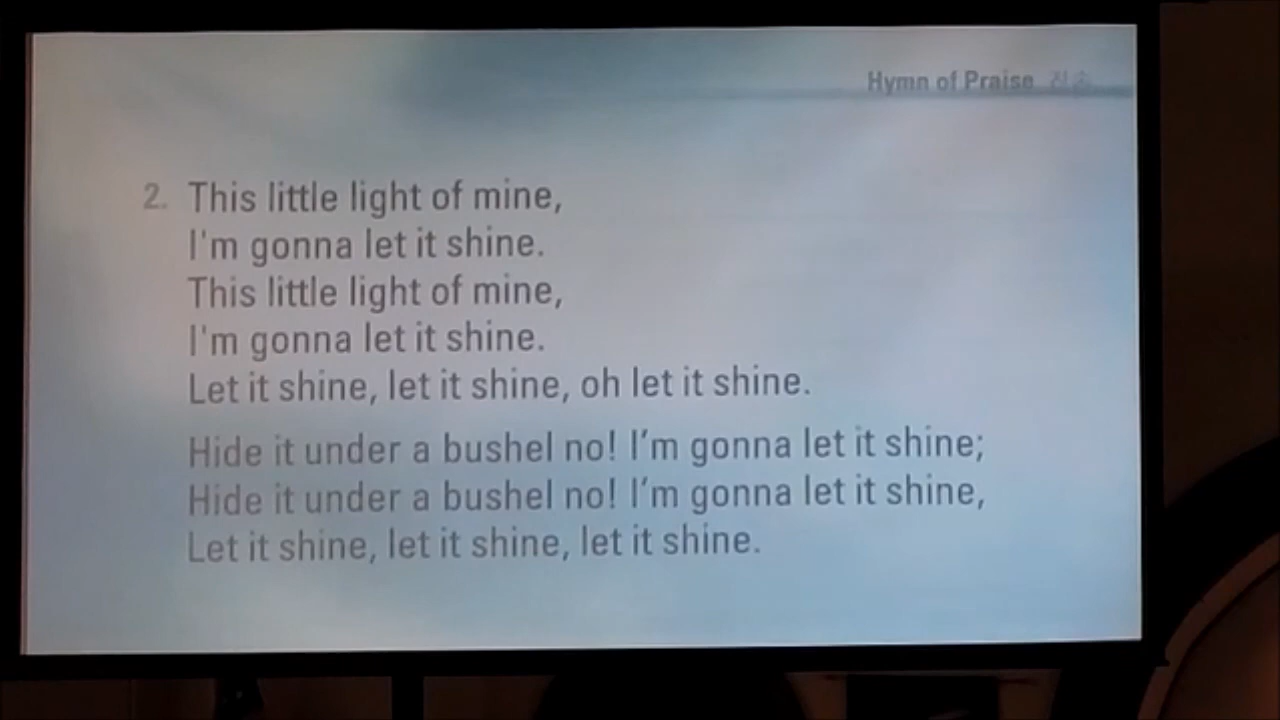 Hymn of Praise 찬송
2. This little light of mine,
I'm gonna let it shine.
This little light of mine,
I'm gonna let it shine.
Let it shine, let it shine, oh let it shine.
Hide it under a bushel no! I'm gonna let it shine;
Hide it under a bushel no! I'm gonna let it shine,
Let it shine, let it shine, let it shine.